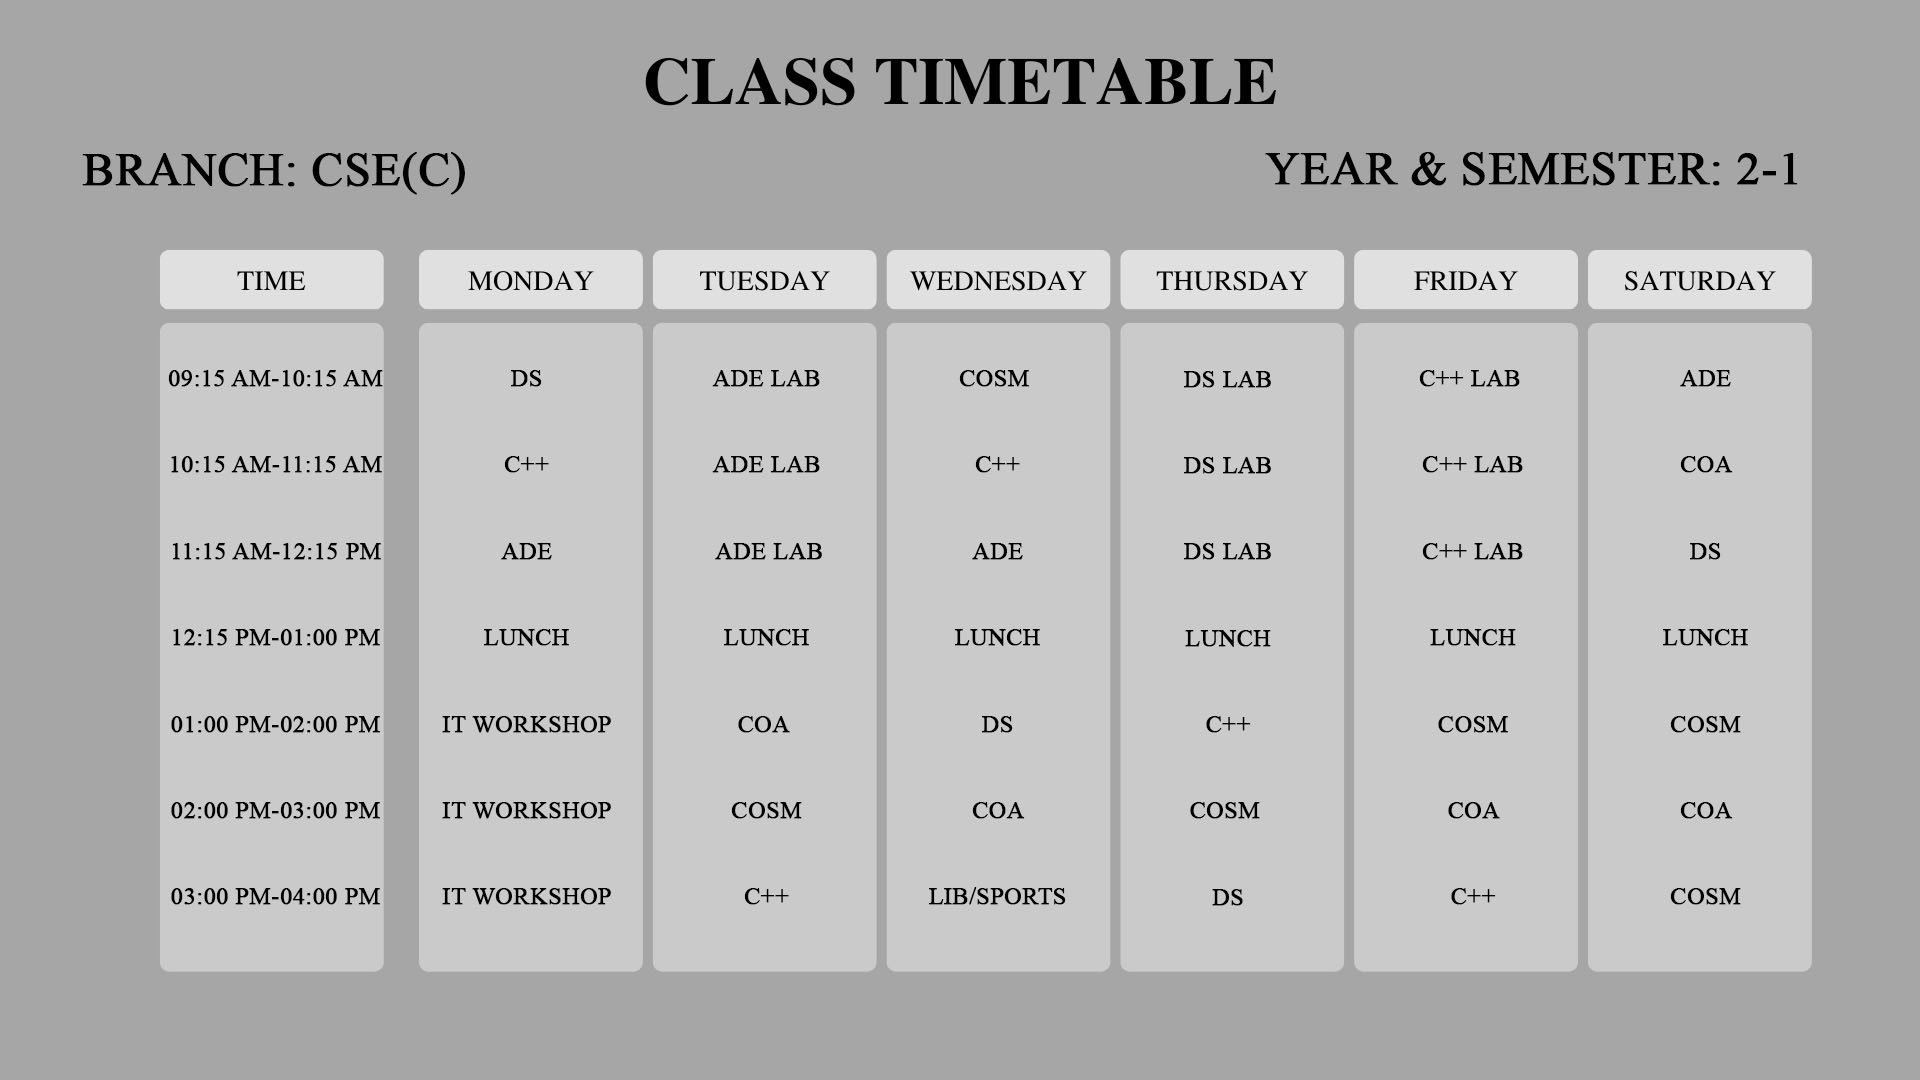 CLASS TIMETABLE
BRANCH: CSE(C) YEAR & SEMESTER: 2-1
TIME MONDAY TUESDAY WEDNESDAY THURSDAY FRIDAY SATURDAY
09:15 AM-10:15 AM DS ADE LAB COSM DS LAB C++ LAB ADE
10:15 AM-11:15 AM C++ ADE LAB C++ DS LAB C++ LAB COA
11:15 AM-12:15 PM ADE ADE LAB ADE DS LAB C++ LAB DS
12:15 PM-01:00 PM LUNCH LUNCH LUNCH LUNCH LUNCH LUNCH
01:00 PM-02:00 PM IT WORKSHOP COA DS C++ COSM COSM
02:00 PM-03:00 PM IT WORKSHOP COSM COA COSM COA COA
03:00 PM-04:00 PM IT WORKSHOP C++ LIB/SPORTS DS C++ COSM